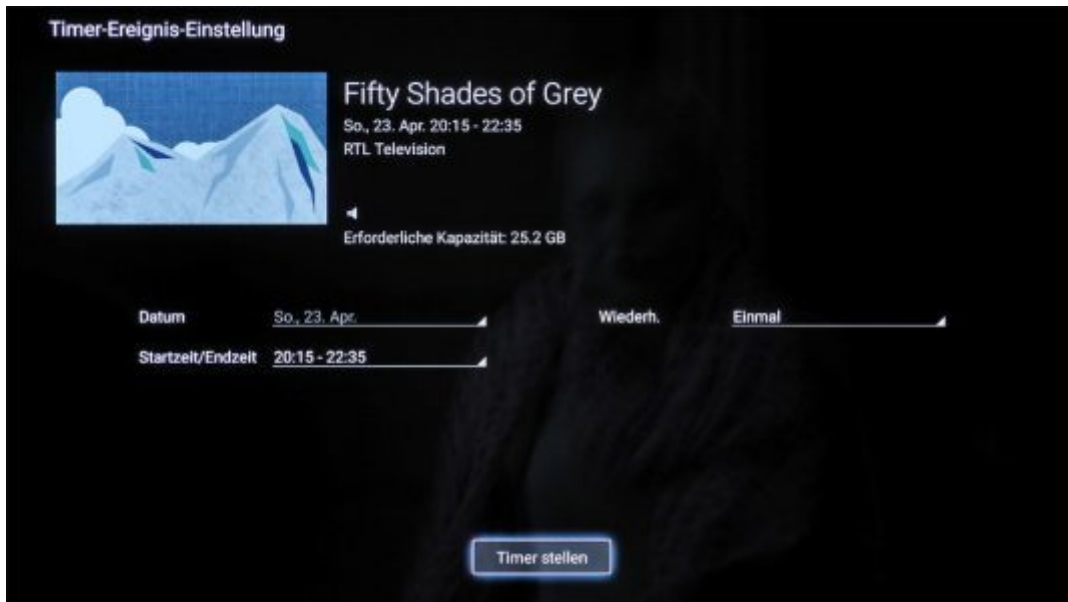 Timer-Ereignis-Einstellung
Fifty Shades of Grey
So., 23. Apr. 20:15 - 22:35
RTL Television
Erforderliche Kapazität: 25.2 GB
Datum So., 23. Apr. Wiederh. Einmal
Startzeit/Endzeit 20:15 - 22:35
Timer stellen